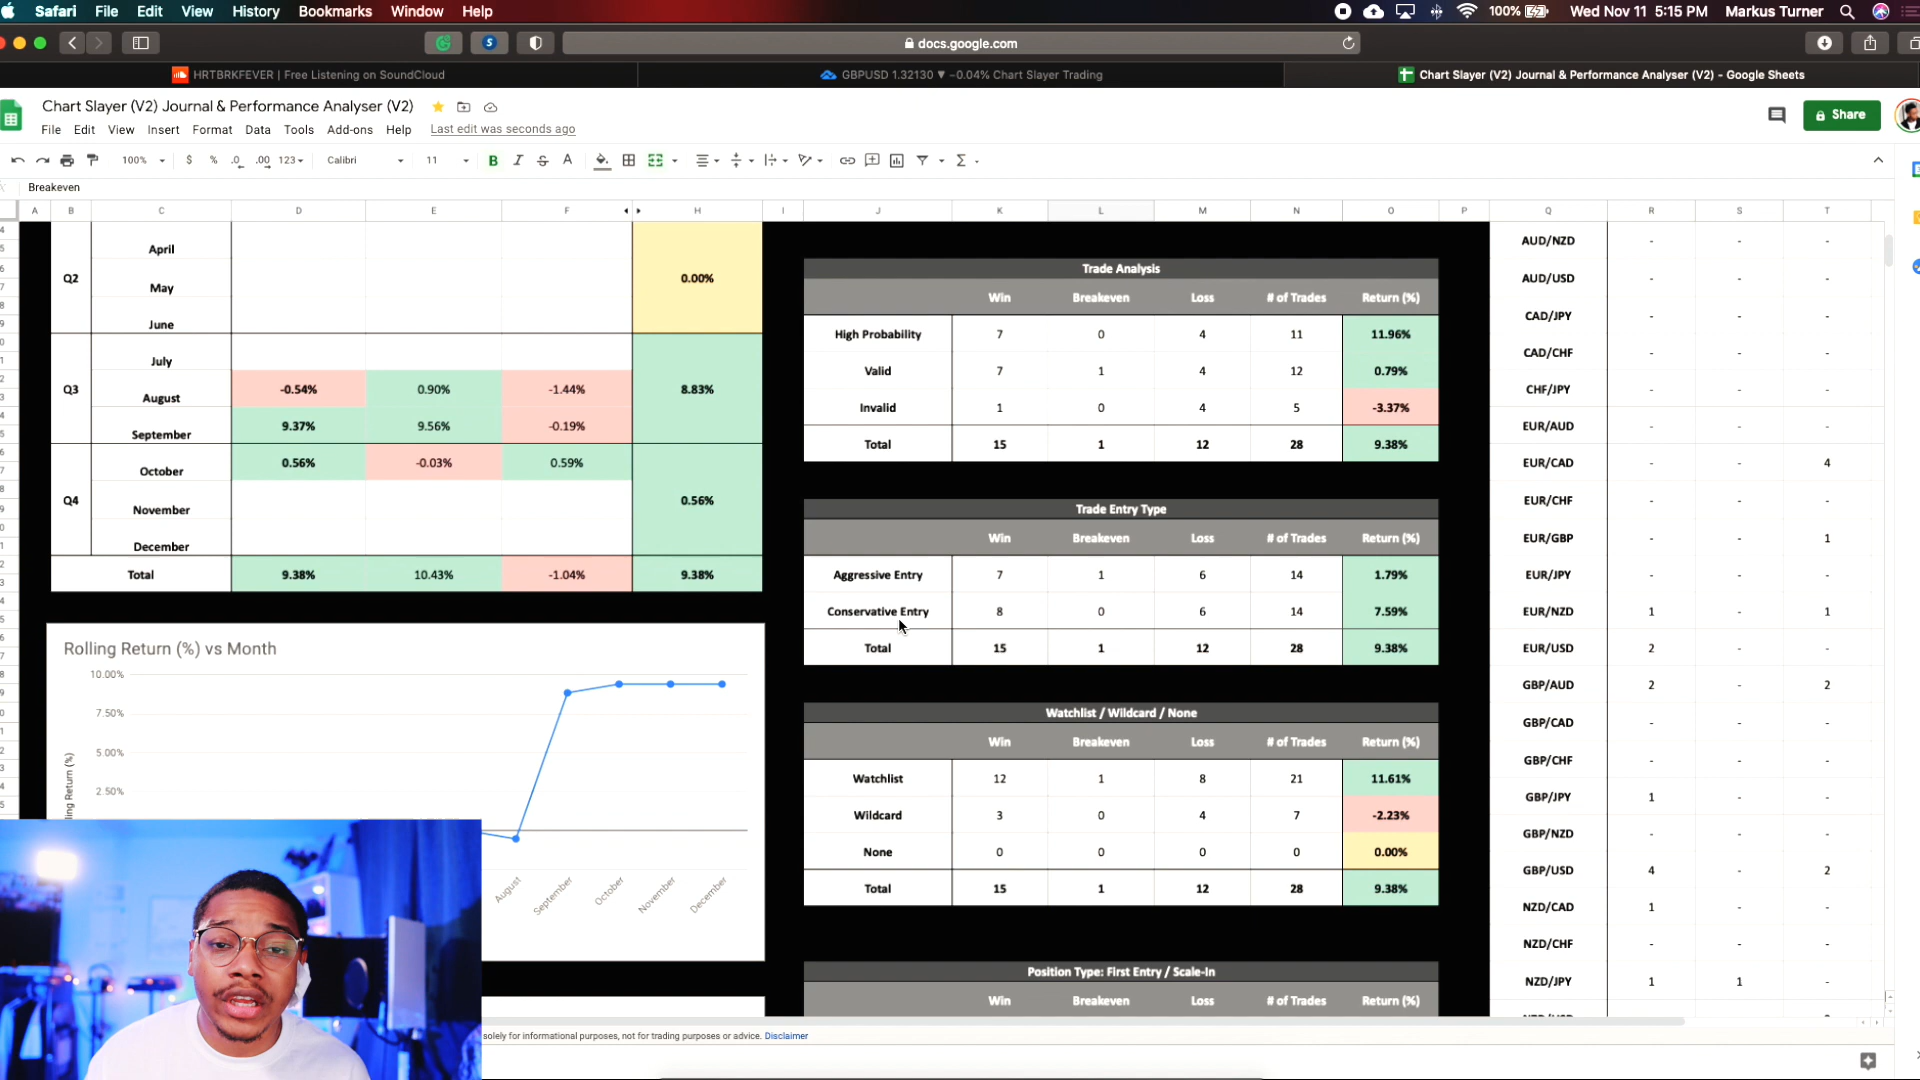 Safari File Edit View History Bookmarks Window Help 100% Wed Nov 11 5:15 PM Markus Turner
docs.google.com
HRTBRKFEVER | Free Listening on SoundCloud
GBPUSD 1.32130 ▼ −0.04% Chart Slayer Trading
Chart Slayer (V2) Journal & Performance Analyser (V2) - Google Sheets
Chart Slayer (V2) Journal & Performance Analyser (V2)
Share
File Edit View Insert Format Data Tools Add-ons Help Last edit was seconds ago
100% $ % .0 .00 123 Calibri 11 B I S A
Breakeven
A B C D E F H I J K L M N O P Q R S T
Q2
April
May
June
0.00%
Q3
July
August -0.54% 0.90% -1.44%
September 9.37% 9.56% -0.19%
8.83%
Q4
October 0.56% -0.03% 0.59%
November
December
0.56%
Total 9.38% 10.43% -1.04% 9.38%
Rolling Return (%) vs Month
10.00%
7.50%
5.00%
2.50%
ling Return (%)
August September October November December
Trade Analysis
Win Breakeven Loss # of Trades Return (%)
High Probability 7 0 4 11 11.96%
Valid 7 1 4 12 0.79%
Invalid 1 0 4 5 -3.37%
Total 15 1 12 28 9.38%
Trade Entry Type
Win Breakeven Loss # of Trades Return (%)
Aggressive Entry 7 1 6 14 1.79%
Conservative Entry 8 0 6 14 7.59%
Total 15 1 12 28 9.38%
Watchlist / Wildcard / None
Win Breakeven Loss # of Trades Return (%)
Watchlist 12 1 8 21 11.61%
Wildcard 3 0 4 7 -2.23%
None 0 0 0 0 0.00%
Total 15 1 12 28 9.38%
Position Type: First Entry / Scale-In
Win Breakeven Loss # of Trades Return (%)
AUD/NZD - - -
AUD/USD - - -
CAD/JPY - - -
CAD/CHF - - -
CHF/JPY - - -
EUR/AUD - - -
EUR/CAD - - 4
EUR/CHF - - -
EUR/GBP - - 1
EUR/JPY - - -
EUR/NZD 1 - 1
EUR/USD 2 - -
GBP/AUD 2 - 2
GBP/CAD - - -
GBP/CHF - - -
GBP/JPY 1 - -
GBP/NZD - - -
GBP/USD 4 - 2
NZD/CAD 1 - -
NZD/CHF - - -
NZD/JPY 1 1 -
solely for informational purposes, not for trading purposes or advice. Disclaimer